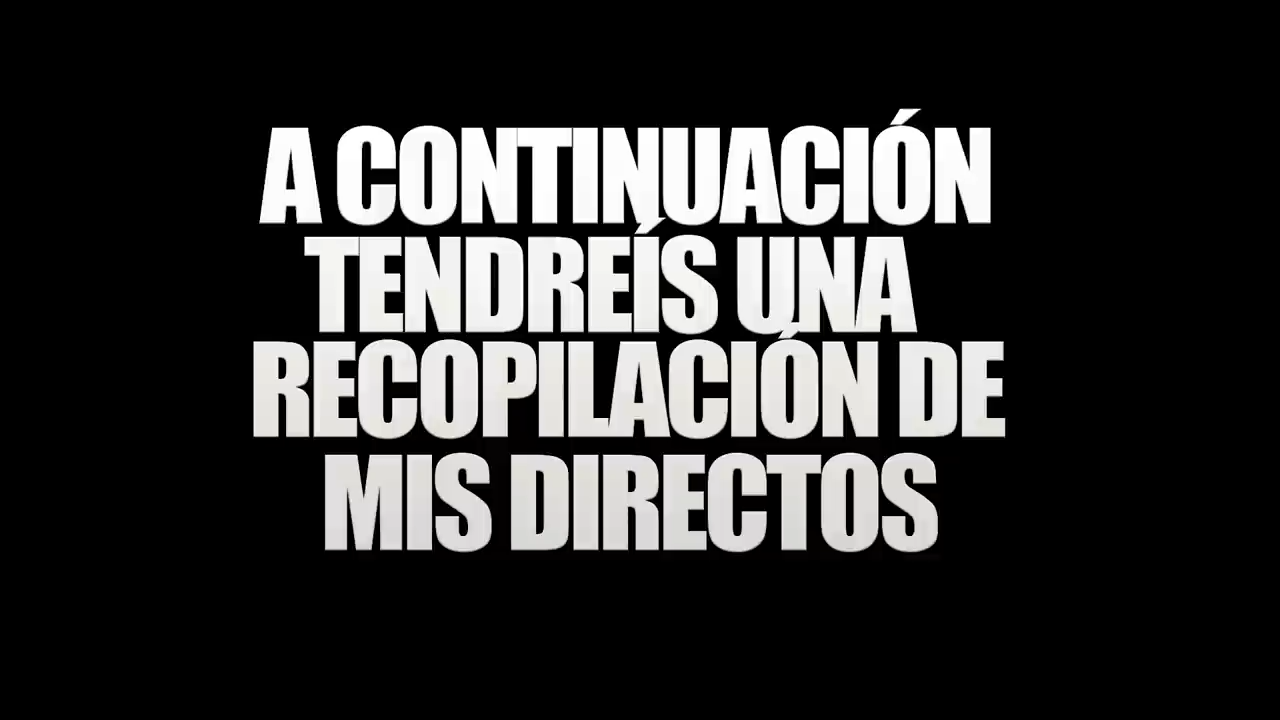 A CONTINUACIÓN
TENDREÍS UNA
RECOPILACIÓN DE
MIS DIRECTOS